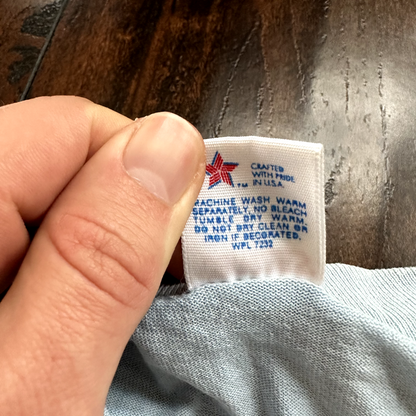 CRAFTED
WITH PRIDE
IN U.S.A.
TM
MACHINE WASH WARM
SEPARATELY, NO BLEACH
TUMBLE DRY WARM
DO NOT DRY CLEAN OR
IRON IF DECORATED.
WPL 7232